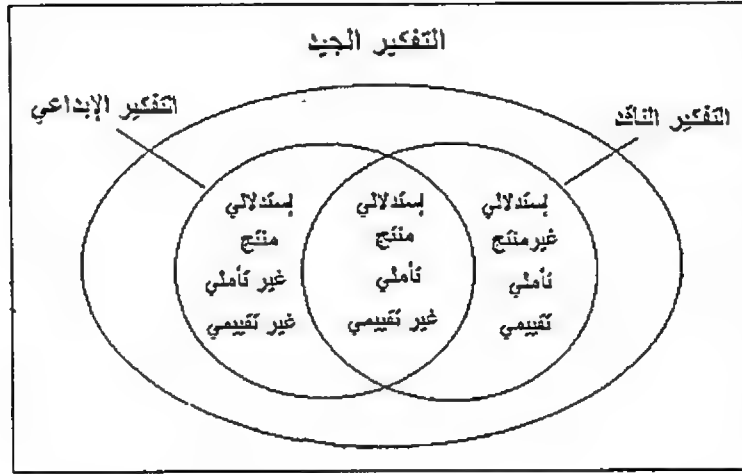 التفكير الجيد
التفكير الناقد
التفكير الإبداعي
إستدلالي
غير منتج
تأملي
تقييمي
إستدلالي
منتج
تأملي
غير تقييمي
إستدلالي
منتج
غير تأملي
غير تقييمي